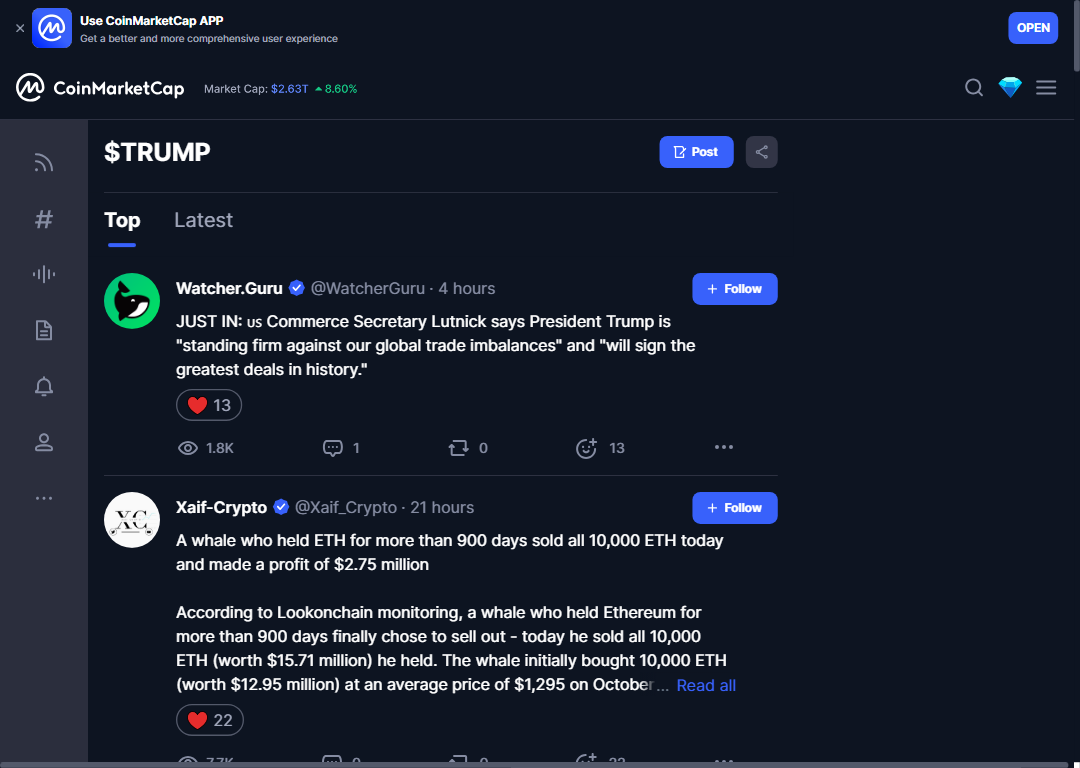 Use CoinMarketCap APP
Get a better and more comprehensive user experience
OPEN
CoinMarketCap
Market Cap: $2.63T 8.60%
$TRUMP
Post
Top
Latest
Watcher.Guru @WatcherGuru · 4 hours
+ Follow
JUST IN: us Commerce Secretary Lutnick says President Trump is
"standing firm against our global trade imbalances" and "will sign the
greatest deals in history."
13
1.8K 1 0 13
XC
Xaif-Crypto @Xaif_Crypto · 21 hours
+ Follow
A whale who held ETH for more than 900 days sold all 10,000 ETH today
and made a profit of $2.75 million
According to Lookonchain monitoring, a whale who held Ethereum for
more than 900 days finally chose to sell out - today he sold all 10,000
ETH (worth $15.71 million) he held. The whale initially bought 10,000 ETH
(worth $12.95 million) at an average price of $1,295 on October... Read all
22